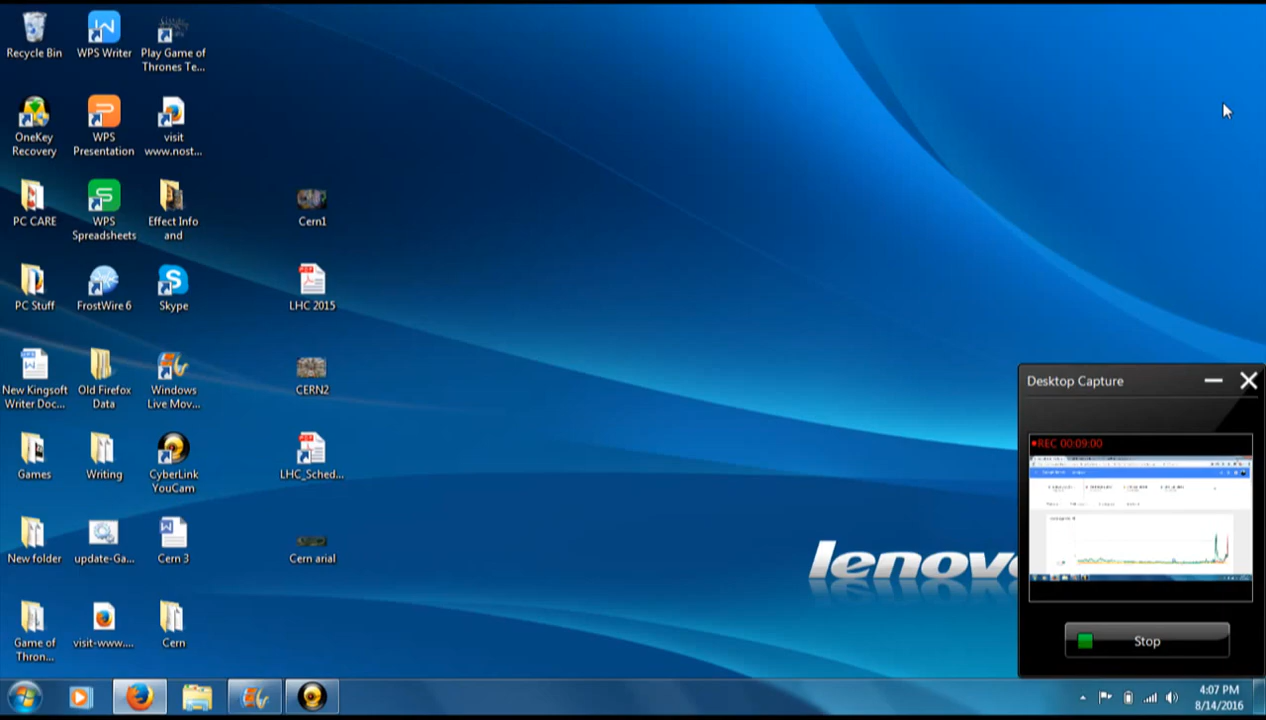 Recycle Bin
WPS Writer
Play Game of
Thrones Te...
OneKey
Recovery
WPS
Presentation
visit
www.nost...
PC CARE
WPS
Spreadsheets
Effect Info
and
Cern1
PC Stuff
FrostWire 6
Skype
LHC 2015
New Kingsoft
Writer Doc...
Old Firefox
Data
Windows
Live Mov...
CERN2
Games
Writing
CyberLink
YouCam
LHC_Sched...
New folder
update-Ga...
Cern 3
Cern arial
Game of
Thron...
visit-www....
Cern
lenovo
Desktop Capture
REC 00:09:00
Stop
4:07 PM
8/14/2016